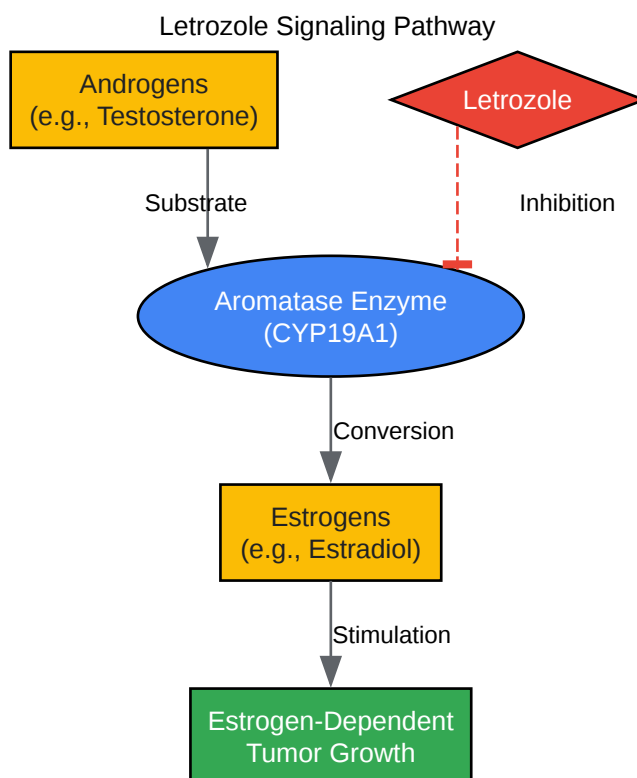 Letrozole Signaling Pathway
Androgens
(e.g., Testosterone)
Letrozole
Substrate
Inhibition
Aromatase Enzyme
(CYP19A1)
Conversion
Estrogens
(e.g., Estradiol)
Stimulation
Estrogen-Dependent
Tumor Growth